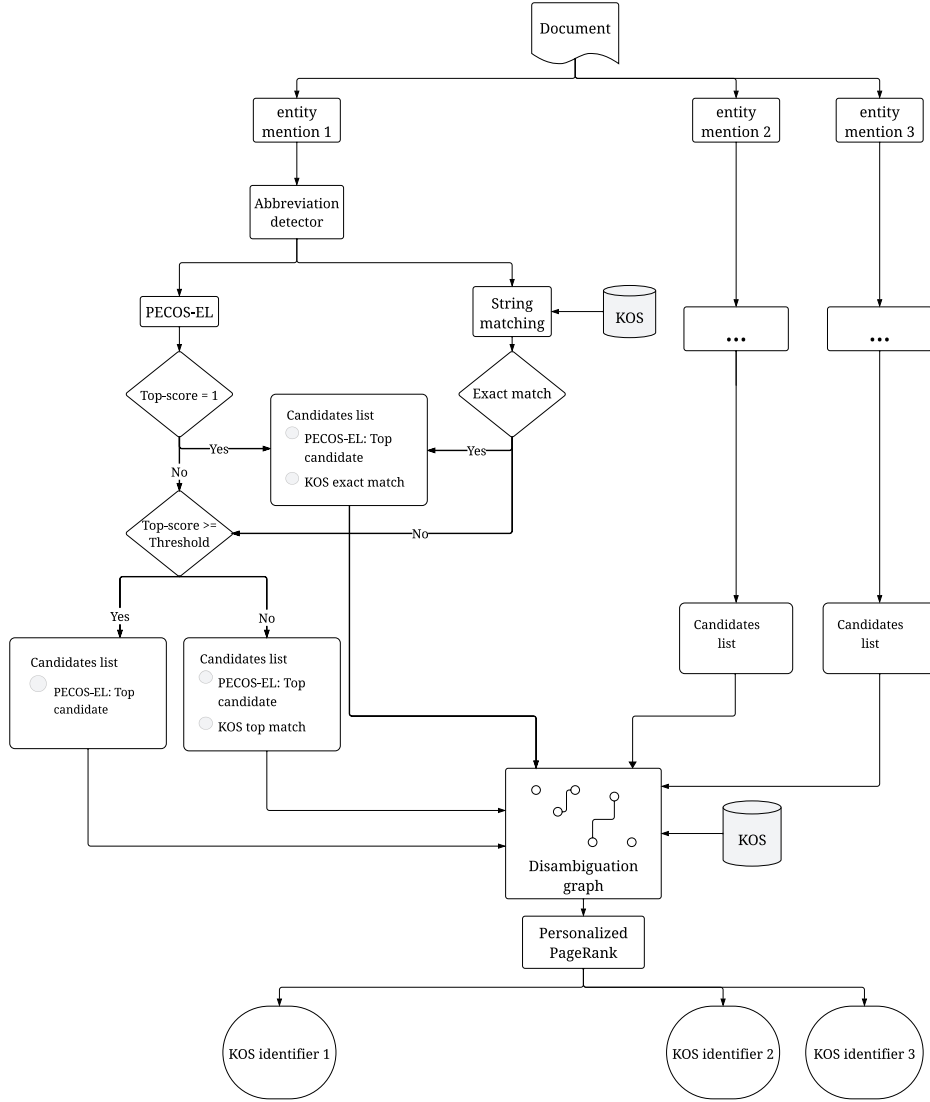 Document
entity
mention 1
entity
mention 2
entity
mention 3
Abbreviation
detector
PECOS-EL
String
matching
KOS
...
...
Top-score = 1
Exact match
Candidates list
PECOS-EL: Top
candidate
KOS exact match
Yes
Yes
No
Top-score >=
Threshold
No
Yes
No
Candidates list
PECOS-EL: Top
candidate
Candidates list
PECOS-EL: Top
candidate
KOS top match
Candidates
list
Candidates
list
Disambiguation
graph
KOS
Personalized
PageRank
KOS identifier 1
KOS identifier 2
KOS identifier 3